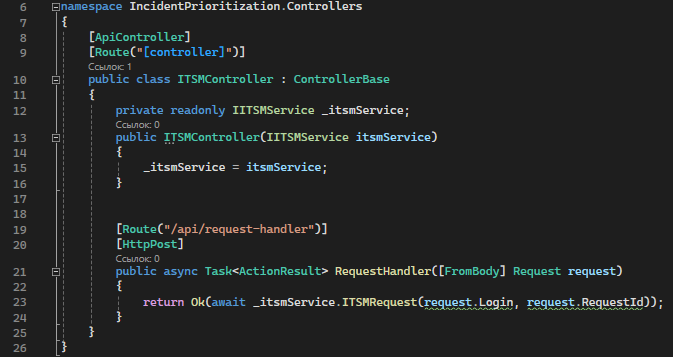 6 namespace IncidentPrioritization.Controllers
7 {
8 [ApiController]
9 [Route("[controller]")]
Ссылок: 1
10 public class ITSMController : ControllerBase
11 {
12 private readonly IITSMService _itsmService;
Ссылок: 0
13 public ITSMController(IITSMService itsmService)
14 {
15 _itsmService = itsmService;
16 }
17
18
19 [Route("/api/request-handler")]
20 [HttpPost]
Ссылок: 0
21 public async Task<ActionResult> RequestHandler([FromBody] Request request)
22 {
23 return Ok(await _itsmService.ITSMRequest(request.Login, request.RequestId));
24 }
25 }
26 }